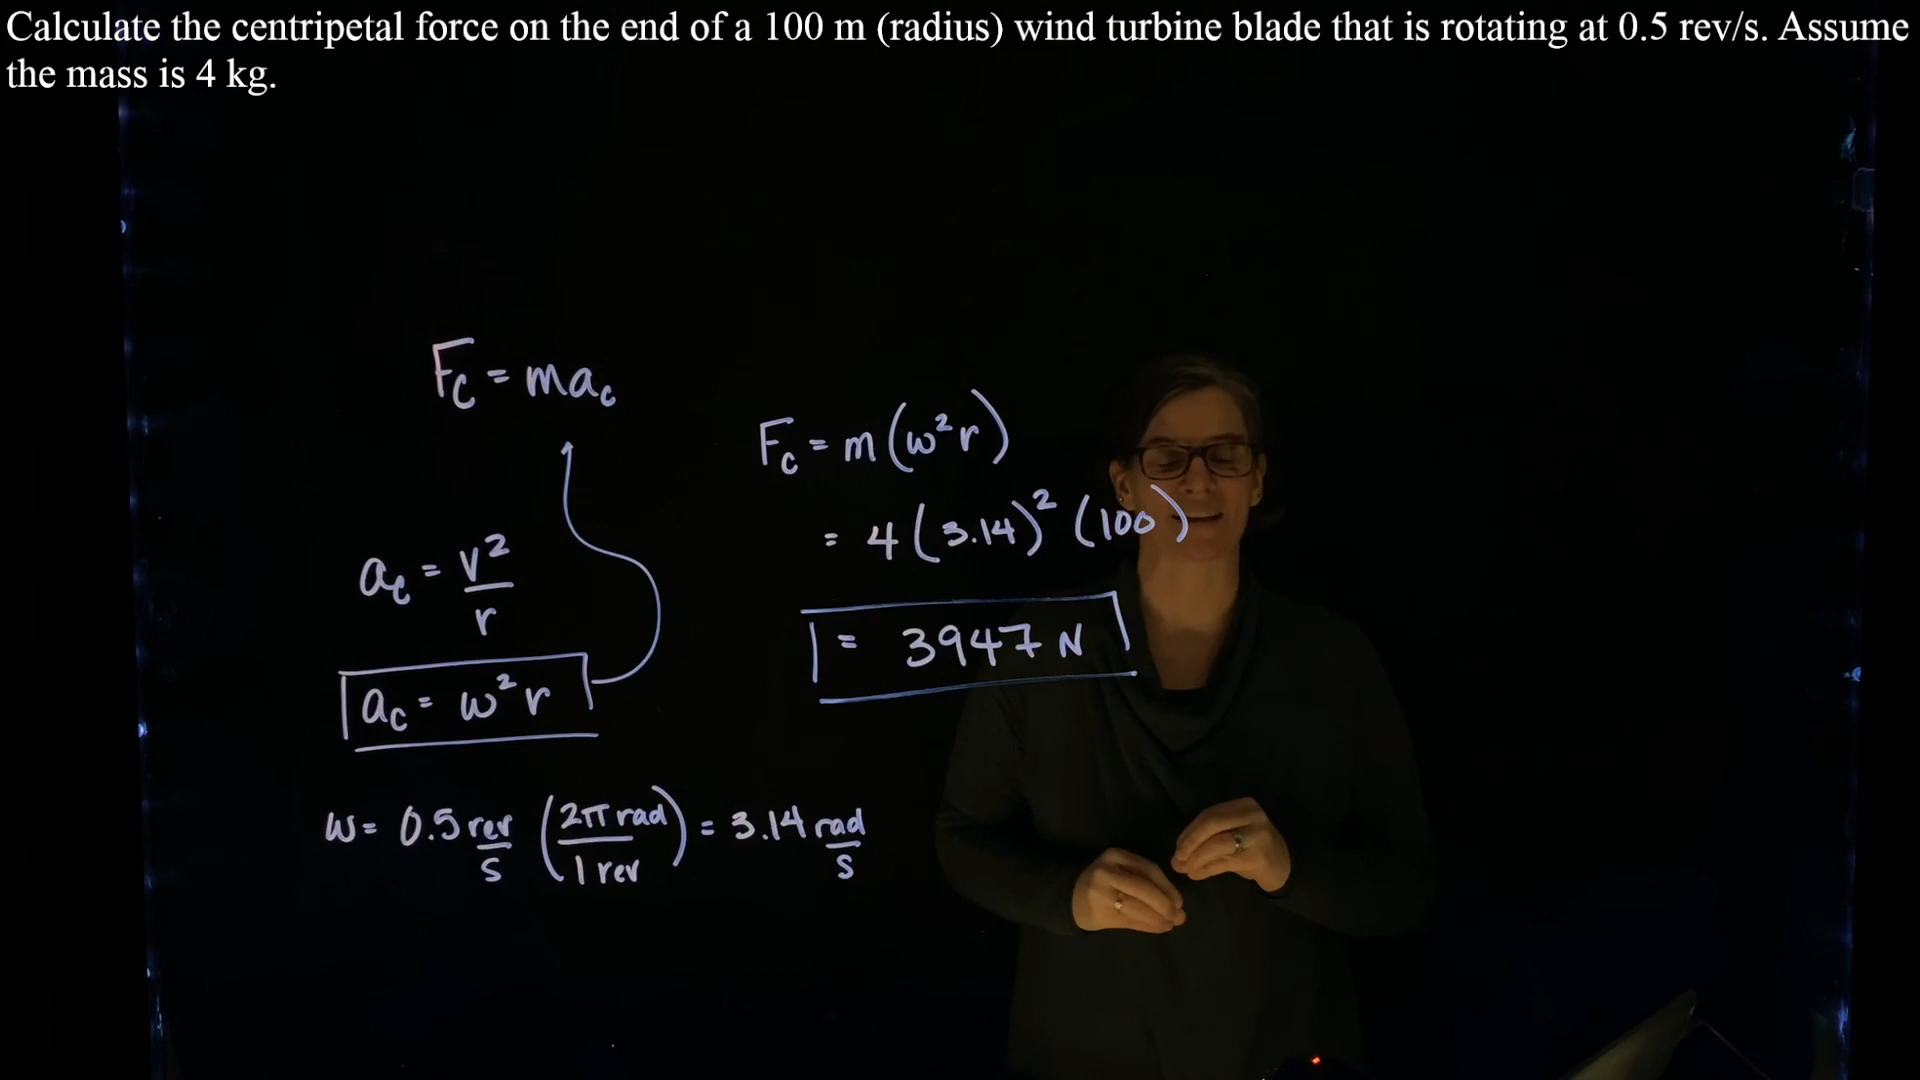 Calculate the centripetal force on the end of a 100 m (radius) wind turbine blade that is rotating at 0.5 rev/s. Assume
the mass is 4 kg.
Fc = mac
ac = v²/r
ac = ω²r
ω = 0.5 rev/s (2π rad/1 rev) = 3.14 rad/s
Fc = m(ω²r)
= 4(3.14)²(100)
= 3947 N